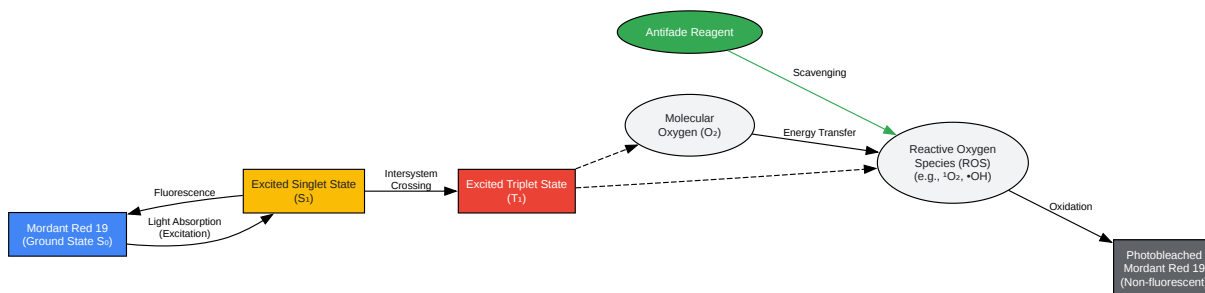 Antifade Reagent
Scavenging
Molecular
Oxygen (O₂)
Energy Transfer
Reactive Oxygen
Species (ROS)
(e.g., ¹O₂, •OH)
Intersystem
Crossing
Excited Singlet State
(S₁)
Excited Triplet State
(T₁)
Fluorescence
Light Absorption
(Excitation)
Mordant Red 19
(Ground State S₀)
Oxidation
Photobleached
Mordant Red 19
(Non-fluorescent